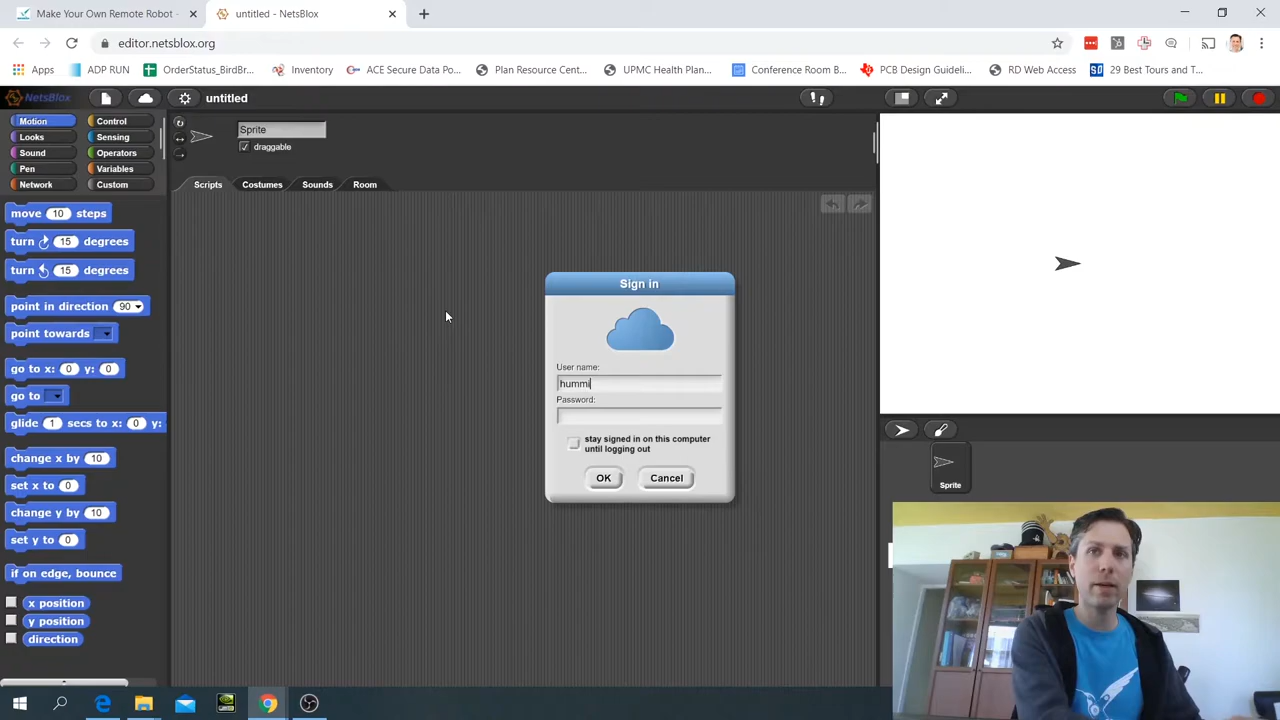 Make Your Own Remote Robot -
untitled - NetsBlox
editor.netsblox.org
Apps
ADP RUN
OrderStatus_BirdBr...
Inventory
ACE Secure Data Po...
Plan Resource Cent...
UPMC Health Plan...
Conference Room B...
PCB Design Guidelin...
RD Web Access
29 Best Tours and T...
NetsBlox
untitled
Motion
Control
Looks
Sensing
Sound
Operators
Pen
Variables
Network
Custom
Sprite
draggable
Scripts
Costumes
Sounds
Room
move 10 steps
turn 15 degrees
turn 15 degrees
point in direction 90
point towards
go to x: 0 y: 0
go to
glide 1 secs to x: 0 y:
change x by 10
set x to 0
change y by 10
set y to 0
if on edge, bounce
x position
y position
direction
Sign in
User name:
hummi
Password:
stay signed in on this computer
until logging out
OK
Cancel
Sprite